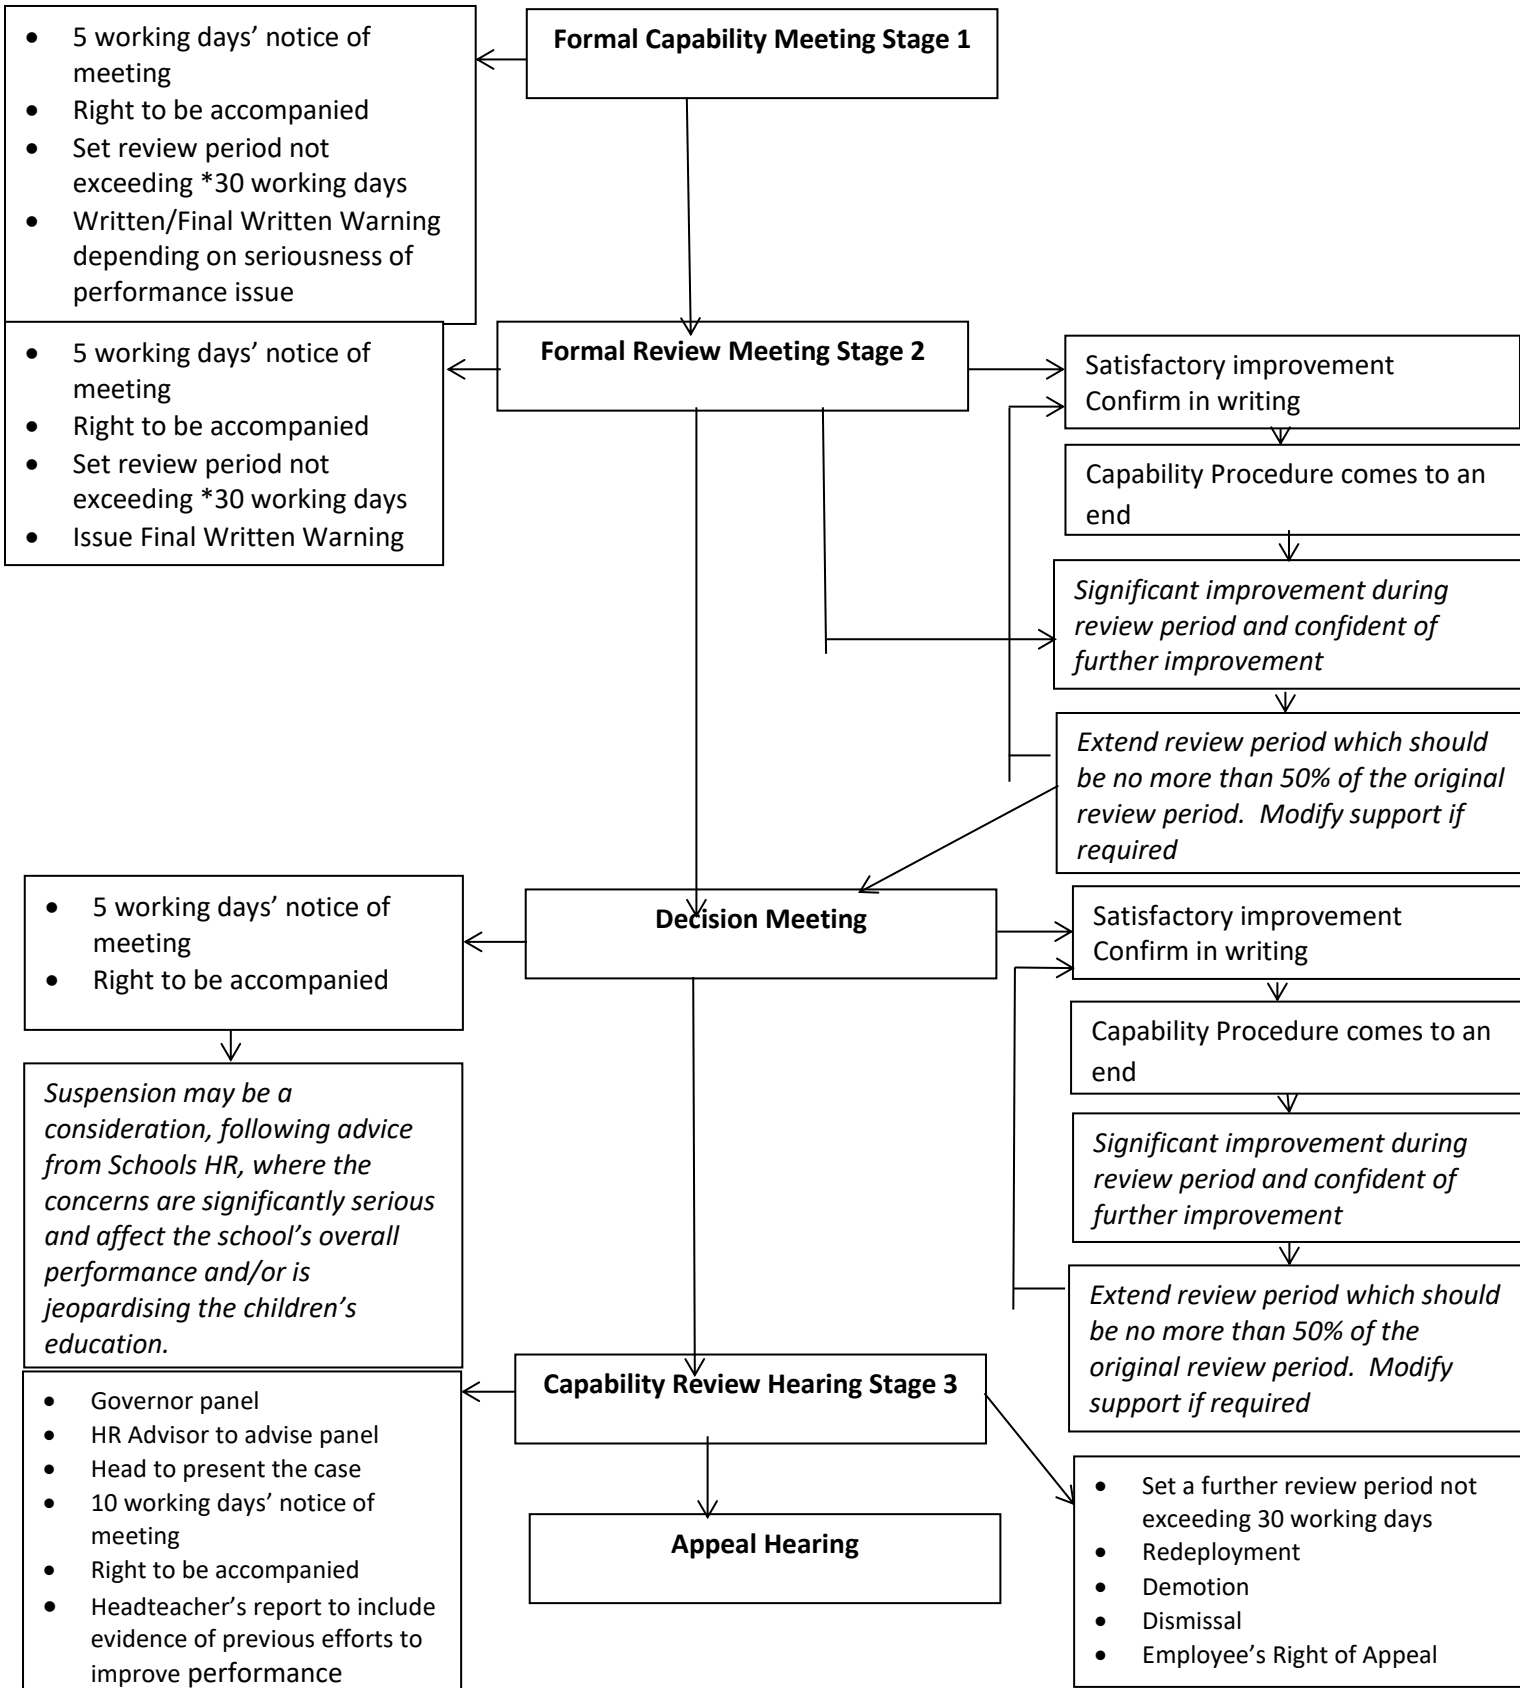 Formal Capability Meeting Stage 1
• 5 working days’ notice of
meeting
• Right to be accompanied
• Set review period not
exceeding *30 working days
• Written/Final Written Warning
depending on seriousness of
performance issue
Formal Review Meeting Stage 2
• 5 working days’ notice of
meeting
• Right to be accompanied
• Set review period not
exceeding *30 working days
• Issue Final Written Warning
Satisfactory improvement
Confirm in writing
Capability Procedure comes to an
end
Significant improvement during
review period and confident of
further improvement
Extend review period which should
be no more than 50% of the original
review period.  Modify support if
required
Decision Meeting
• 5 working days’ notice of
meeting
• Right to be accompanied
Suspension may be a
consideration, following advice
from Schools HR, where the
concerns are significantly serious
and affect the school’s overall
performance and/or is
jeopardising the children’s
education.
Satisfactory improvement
Confirm in writing
Capability Procedure comes to an
end
Significant improvement during
review period and confident of
further improvement
Extend review period which should
be no more than 50% of the
original review period.  Modify
support if required
Capability Review Hearing Stage 3
• Governor panel
• HR Advisor to advise panel
• Head to present the case
• 10 working days’ notice of
meeting
• Right to be accompanied
• Headteacher’s report to include
evidence of previous efforts to
improve performance
Appeal Hearing
• Set a further review period not
exceeding 30 working days
• Redeployment
• Demotion
• Dismissal
• Employee’s Right of Appeal